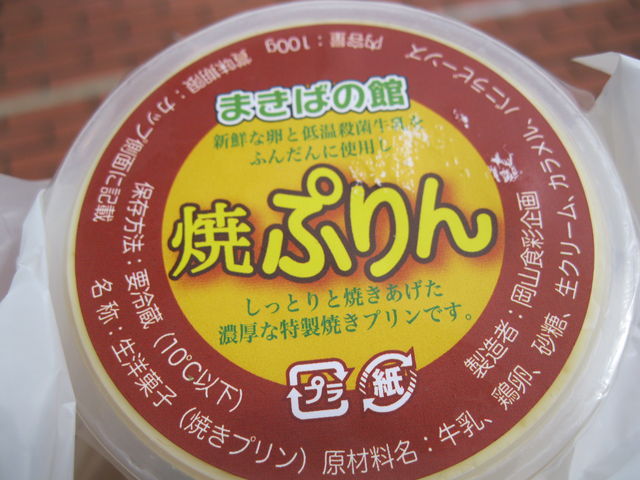 まきばの館
新鮮な卵と低温殺菌牛乳を
ふんだんに使用し
焼ぷりん
しっとりと焼きあげた
濃厚な特製焼きプリンです。
プラ
紙
名称：生洋菓子（焼きプリン）
原材料名：牛乳、鶏卵、砂糖、生クリーム、カラメル、バニラビーンズ
内容量：100g
賞味期限：カップ側面に記載
保存方法：要冷蔵（10℃以下）
製造者：岡山食彩企画